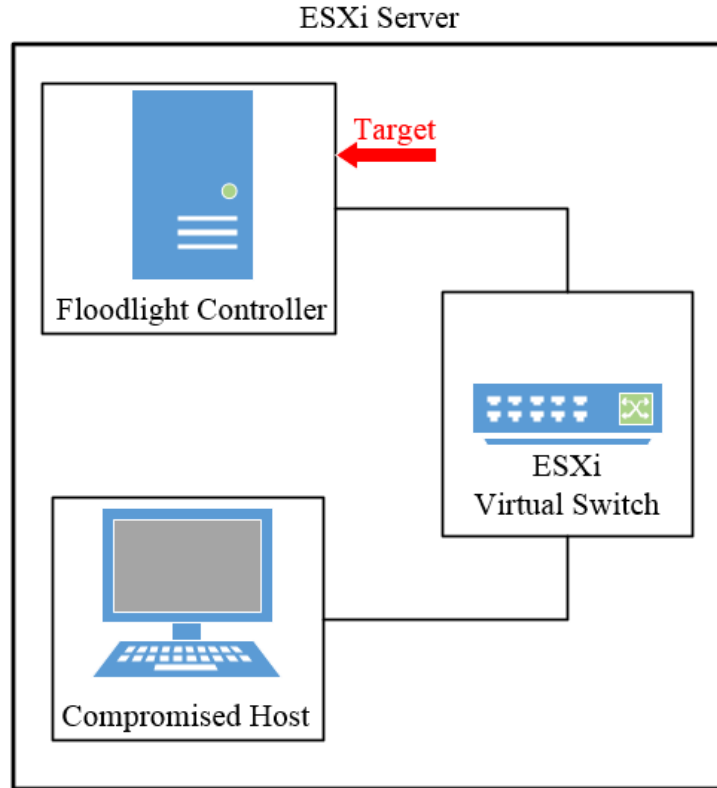 ESXi Server
Target
Floodlight Controller
ESXi
Virtual Switch
Compromised Host